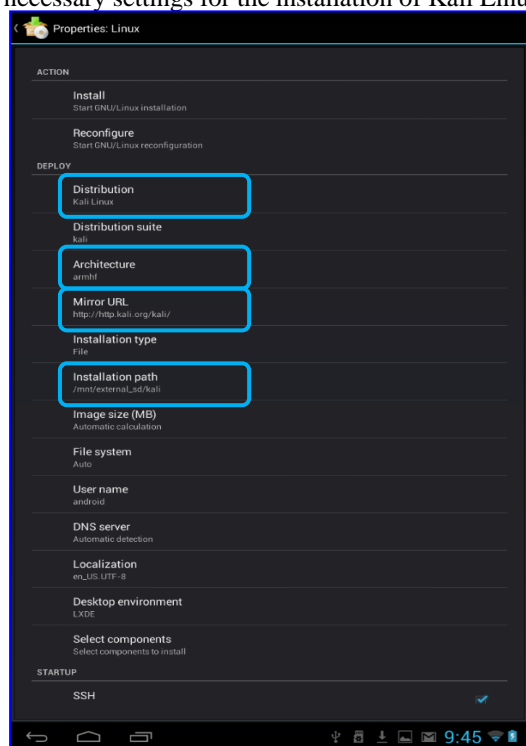 necessary settings for the installation of Kali Linu
Properties: Linux
ACTION
Install
Start GNU/Linux installation
Reconfigure
Start GNU/Linux reconfiguration
DEPLOY
Distribution
Kali Linux
Distribution suite
kali
Architecture
armhf
Mirror URL
http://http.kali.org/kali/
Installation type
File
Installation path
/mnt/external_sd/kali
Image size (MB)
Automatic calculation
File system
Auto
User name
android
DNS server
Automatic detection
Localization
en_US.UTF-8
Desktop environment
LXDE
Select components
Select components to install
STARTUP
SSH
9:45